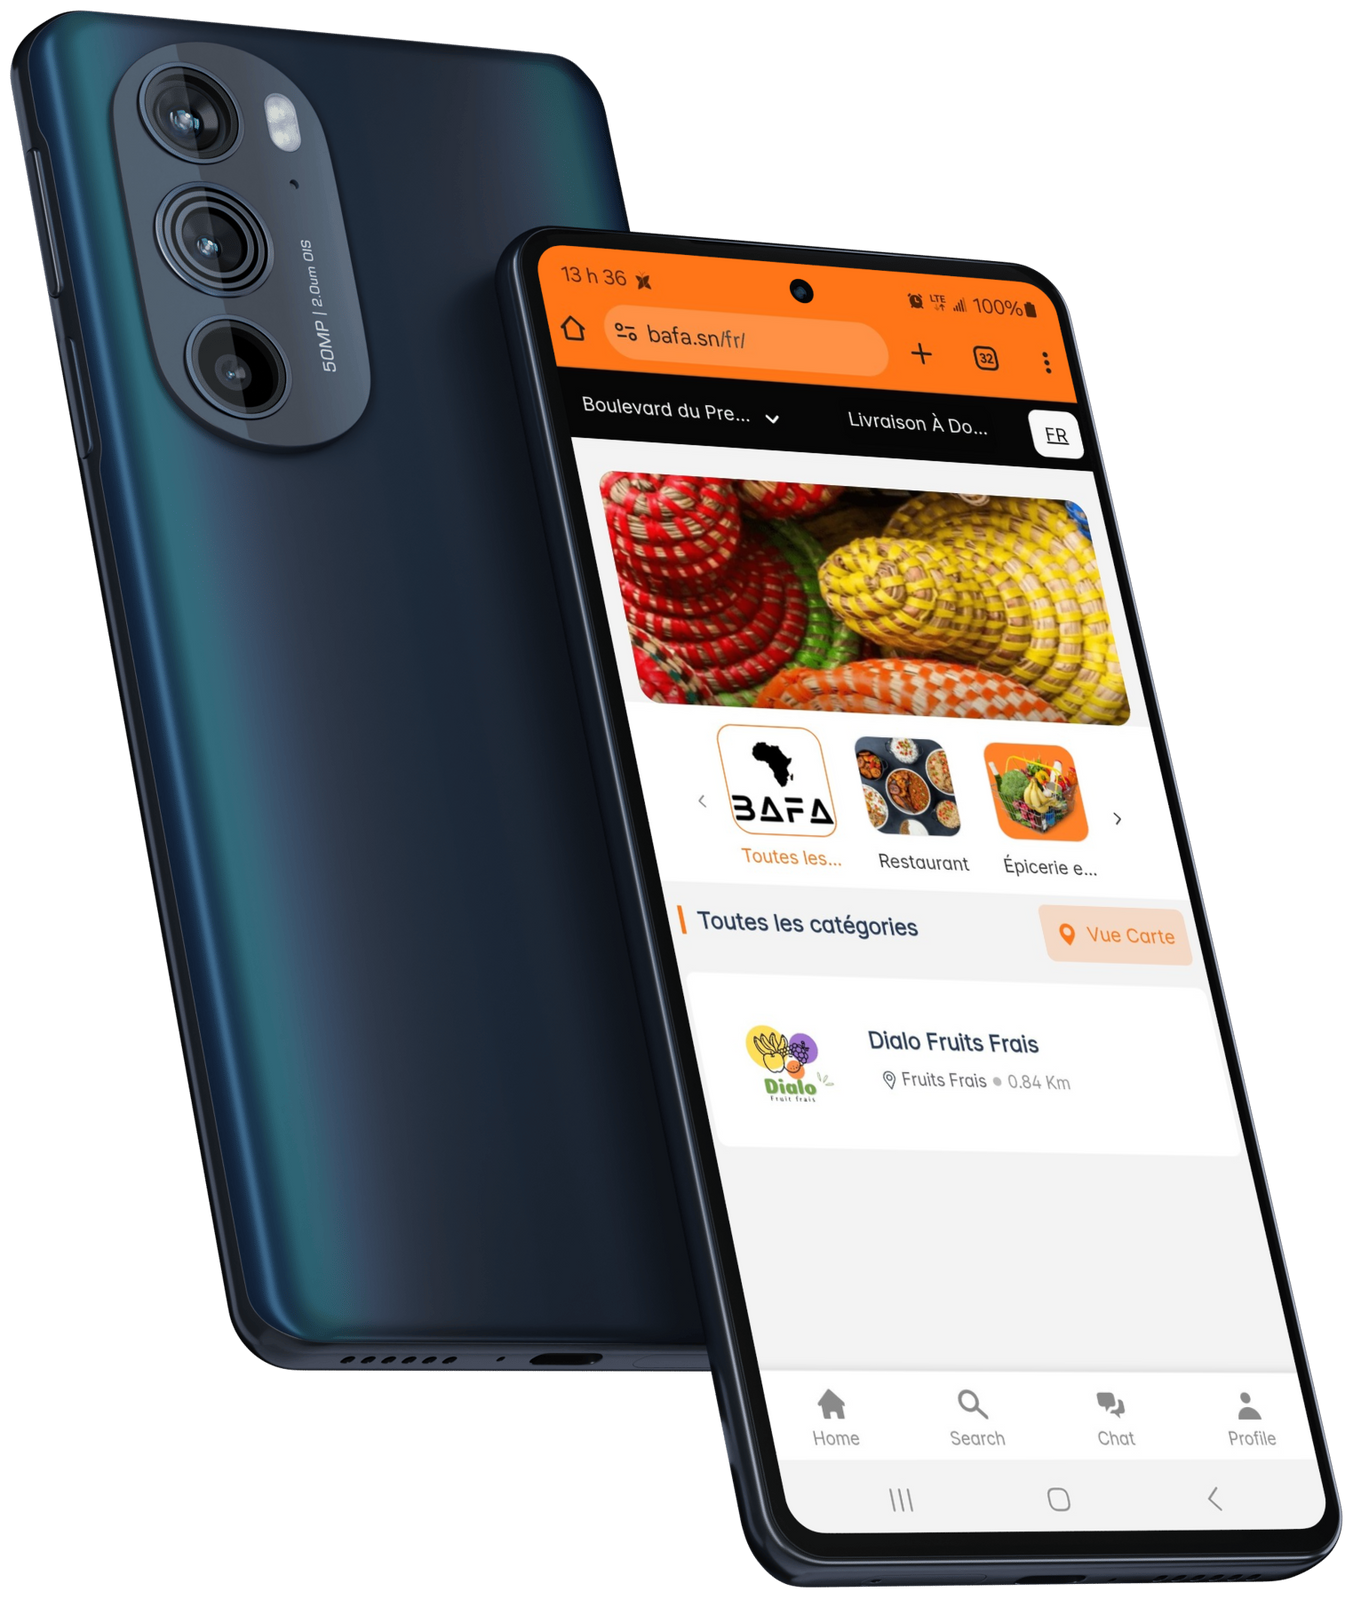 50MP | 2.0um OIS
13 h 36
LTE
100%
bafa.sn/fr/
32
Boulevard du Pre...
Livraison À Do...
FR
BAFA
Toutes les...
Restaurant
Épicerie e...
Toutes les catégories
Vue Carte
Dialo
Fruit frais
Dialo Fruits Frais
Fruits Frais • 0.84 Km
Home
Search
Chat
Profile